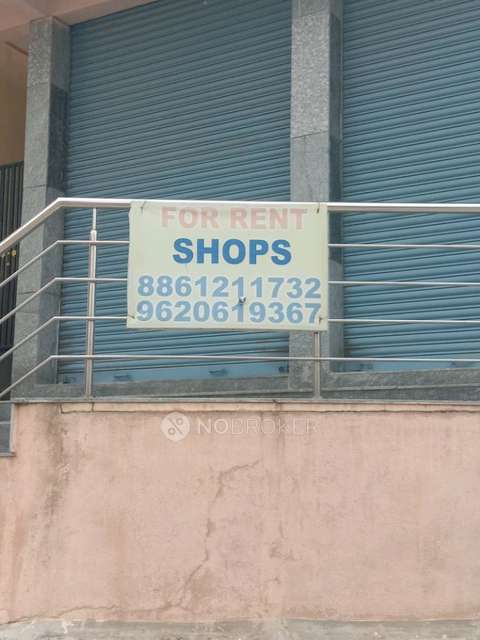 FOR RENT
SHOPS
8861211732
9620619367
NOBROKER